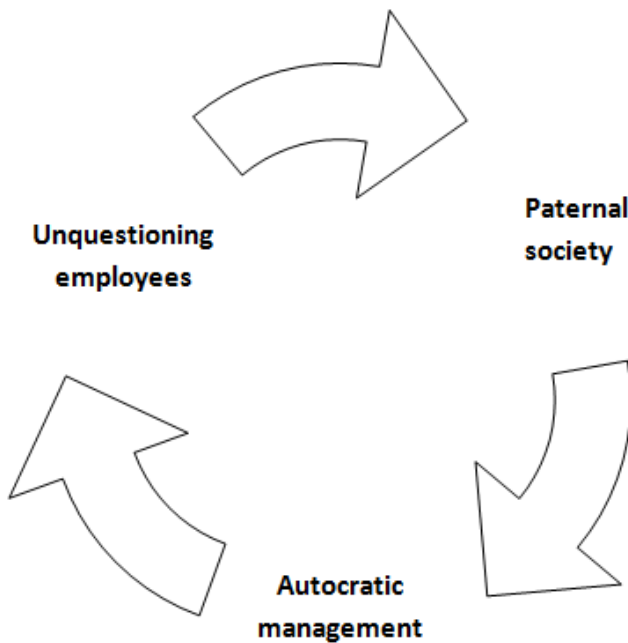 Unquestioning
employees
Paternal
society
Autocratic
management